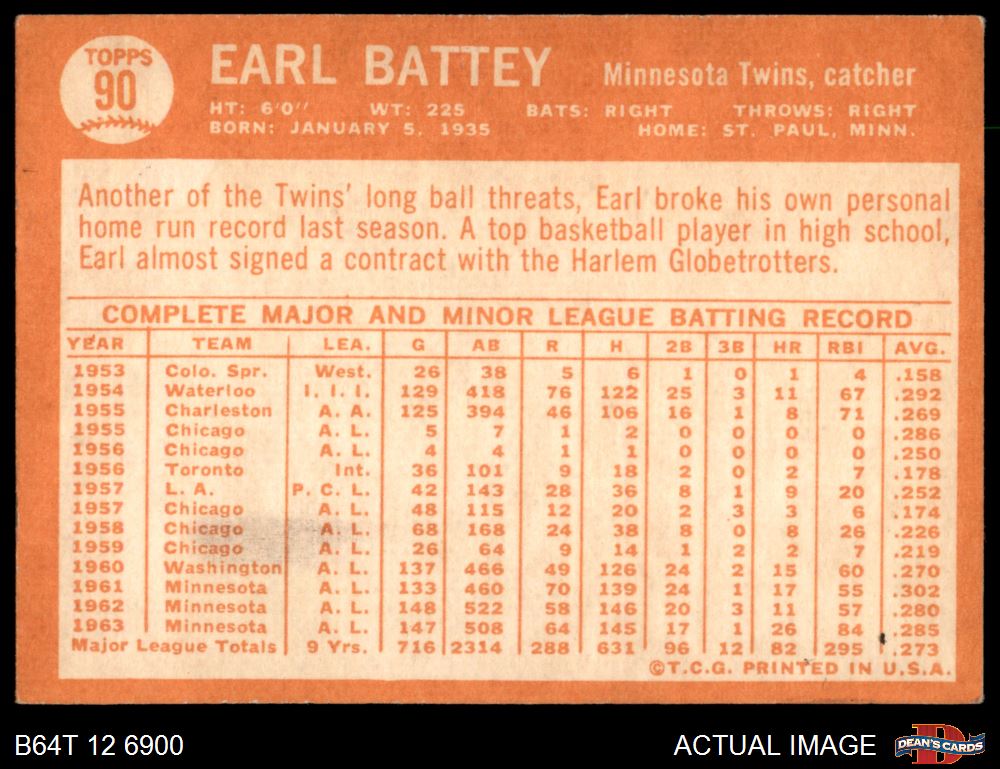 TOPPS
90
EARL BATTEY Minnesota Twins, catcher
HT: 6'0'' WT: 225 BATS: RIGHT THROWS: RIGHT
BORN: JANUARY 5, 1935 HOME: ST. PAUL, MINN.
Another of the Twins' long ball threats, Earl broke his own personal
home run record last season. A top basketball player in high school,
Earl almost signed a contract with the Harlem Globetrotters.
COMPLETE MAJOR AND MINOR LEAGUE BATTING RECORD
YEAR TEAM LEA. G AB R H 2B 3B HR RBI AVG.
1953 Colo. Spr. West. 26 38 5 6 1 0 1 4 .158
1954 Waterloo I. I. I. 129 418 76 122 25 3 11 67 .292
1955 Charleston A. A. 125 394 46 106 16 1 8 71 .269
1955 Chicago A. L. 5 7 1 2 0 0 0 0 .286
1956 Chicago A. L. 4 4 1 1 0 0 0 0 .250
1956 Toronto Int. 36 101 9 18 2 0 2 7 .178
1957 L. A. P. C. L. 42 143 28 36 8 1 9 20 .252
1957 Chicago A. L. 48 115 12 20 2 3 3 6 .174
1958 Chicago A. L. 68 168 24 38 8 0 8 26 .226
1959 Chicago A. L. 26 64 9 14 1 2 2 7 .219
1960 Washington A. L. 137 466 49 126 24 2 15 60 .270
1961 Minnesota A. L. 133 460 70 139 24 1 17 55 .302
1962 Minnesota A. L. 148 522 58 146 20 3 11 57 .280
1963 Minnesota A. L. 147 508 64 145 17 1 26 84 .285
Major League Totals 9 Yrs. 716 2314 288 631 96 12 82 295 .273
©T.C.G. PRINTED IN U.S.A.
B64T 12 6900 ACTUAL IMAGE D DEAN'S CARDS